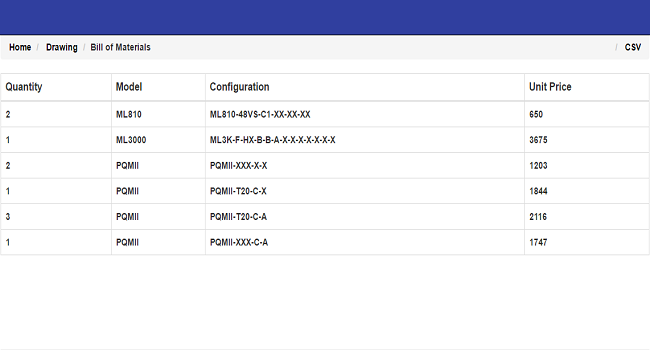 Home / Drawing / Bill of Materials / CSV
Quantity Model Configuration Unit Price
2 ML810 ML810-48VS-C1-XX-XX-XX 650
1 ML3000 ML3K-F-HX-B-B-A-X-X-X-X-X-X-X 3675
2 PQMII PQMII-XXX-X-X 1203
1 PQMII PQMII-T20-C-X 1844
3 PQMII PQMII-T20-C-A 2116
1 PQMII PQMII-XXX-C-A 1747